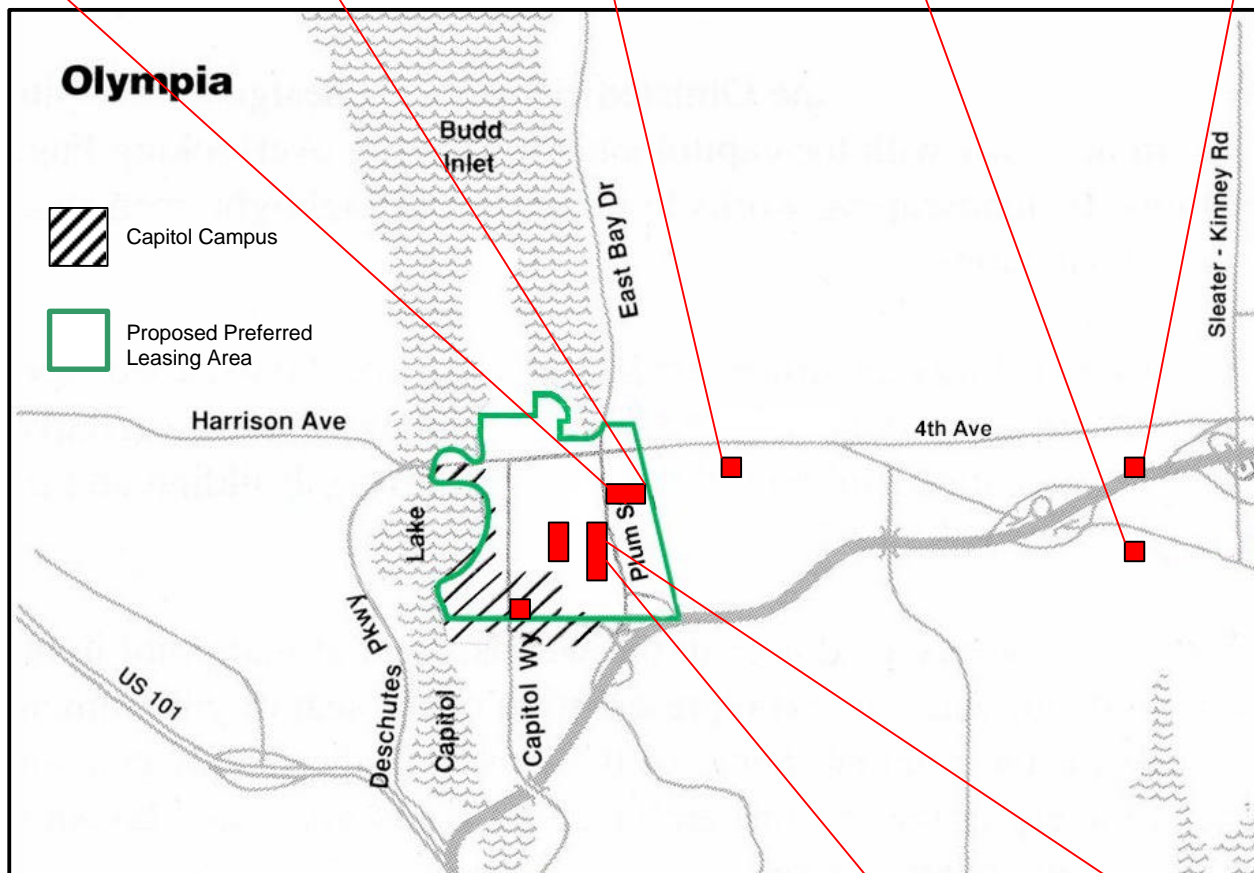 Olympia
Budd
Inlet
Capitol Campus
Proposed Preferred
Leasing Area
East Bay Dr
Sleater - Kinney Rd
Harrison Ave
4th Ave
Lake
Plum S
Deschutes Pkwy
US 101
Capitol
Capitol Wy